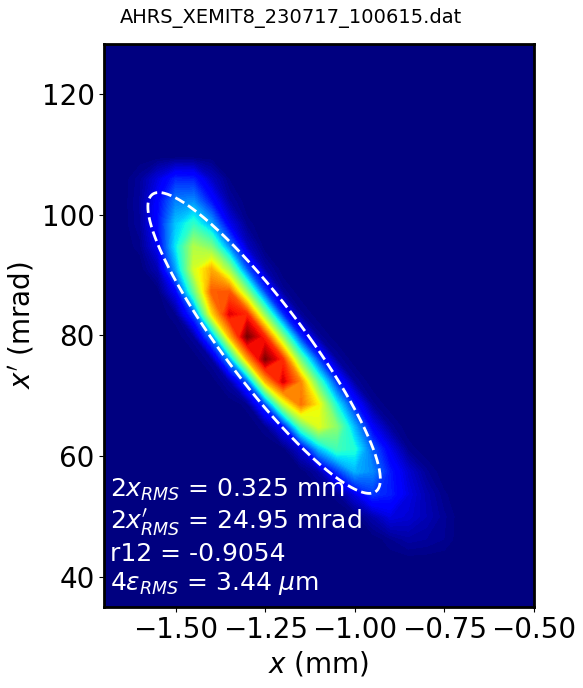 AHRS_XEMIT8_230717_100615.dat
120
100
80
60
40
x′ (mrad)
2x_RMS = 0.325 mm
2x′_RMS = 24.95 mrad
r12 = -0.9054
4ε_RMS = 3.44 μm
−1.50 −1.25 −1.00 −0.75 −0.50
x (mm)